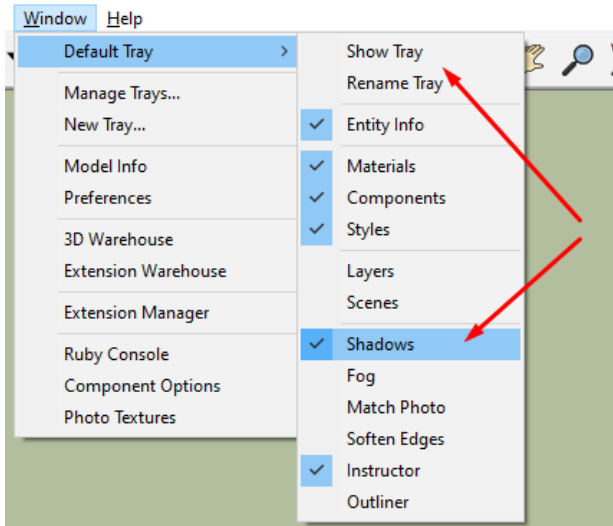 Window Help
Default Tray
Manage Trays...
New Tray...
Model Info
Preferences
3D Warehouse
Extension Warehouse
Extension Manager
Ruby Console
Component Options
Photo Textures
Show Tray
Rename Tray
Entity Info
Materials
Components
Styles
Layers
Scenes
Shadows
Fog
Match Photo
Soften Edges
Instructor
Outliner